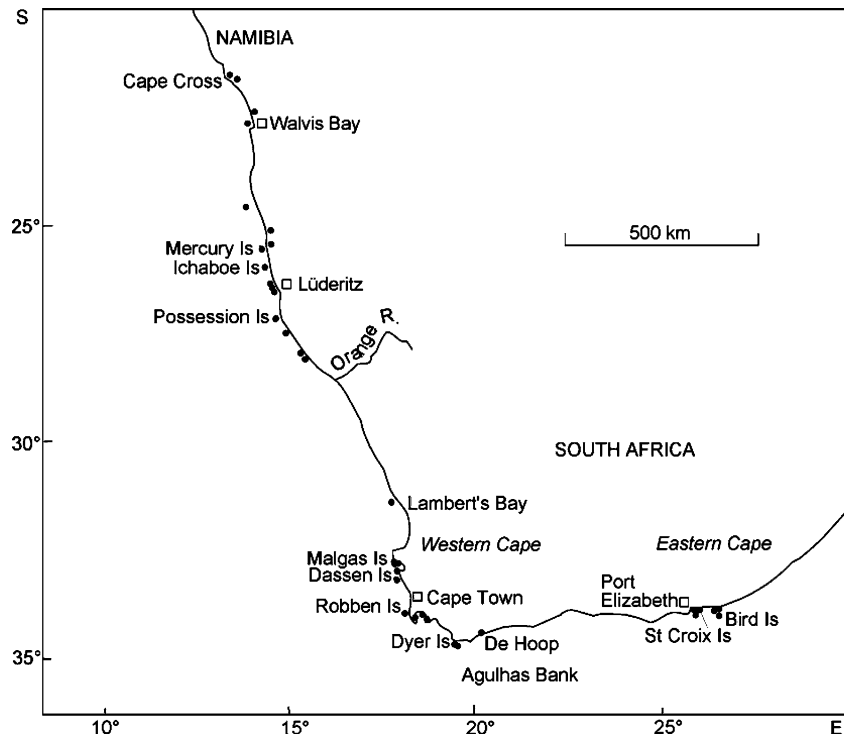 S
NAMIBIA
Cape Cross
Walvis Bay
25°
500 km
Mercury Is
Ichaboe Is
Lüderitz
Possession Is
Orange R.
30°
SOUTH AFRICA
Lambert's Bay
Western Cape
Eastern Cape
Malgas Is
Dassen Is
Port
Elizabeth
Cape Town
Robben Is
Bird Is
St Croix Is
Dyer Is
De Hoop
35°
Agulhas Bank
10°
15°
20°
25°
E